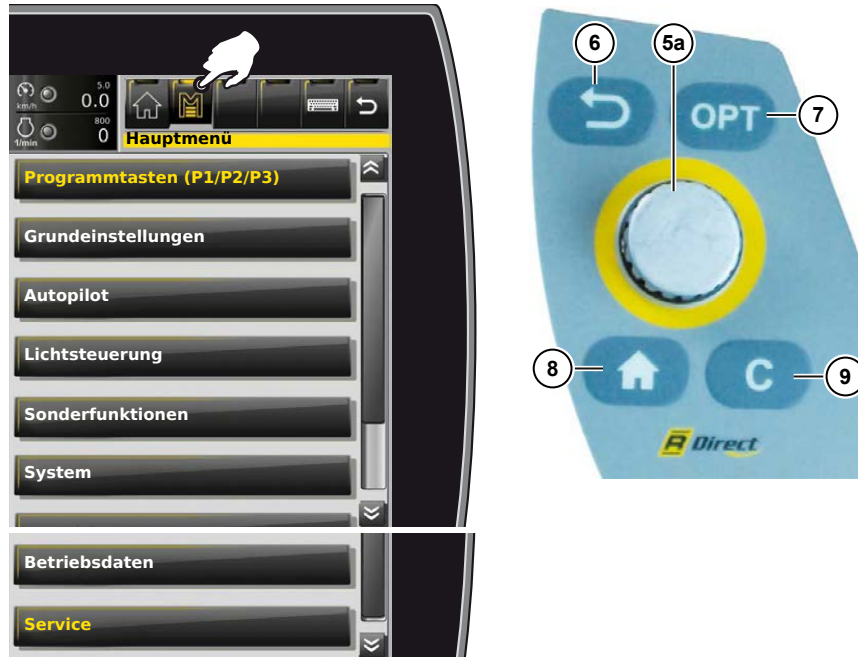 5.0
km/h 0.0
800
1/min 0
Hauptmenü
Programmtasten (P1/P2/P3)
Grundeinstellungen
Autopilot
Lichtsteuerung
Sonderfunktionen
System
Betriebsdaten
Service
6
5a
OPT
7
8
C
9
R Direct